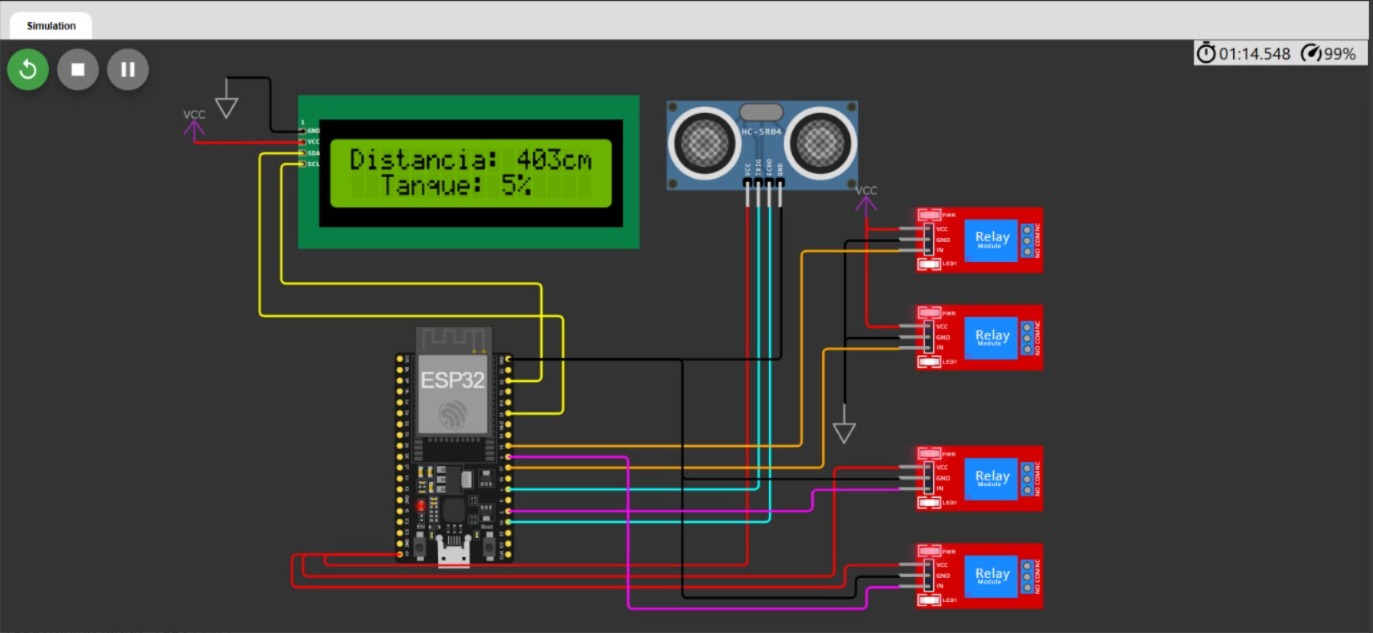 Simulation
01:14.548 99%
VCC
1
GND
VCC
SDA
SCL
Distancia: 403cm
Tanque: 5%
HC-SR04
VCC
TRIG
ECHO
GND
VCC
PWR
VCC
GND
IN
LED1
Relay
Module
NO COM NC
PWR
VCC
GND
IN
LED1
Relay
Module
NO COM NC
ESP32
PWR
VCC
GND
IN
LED1
Relay
Module
NO COM NC
PWR
VCC
GND
IN
LED1
Relay
Module
NO COM NC
EN
Boot